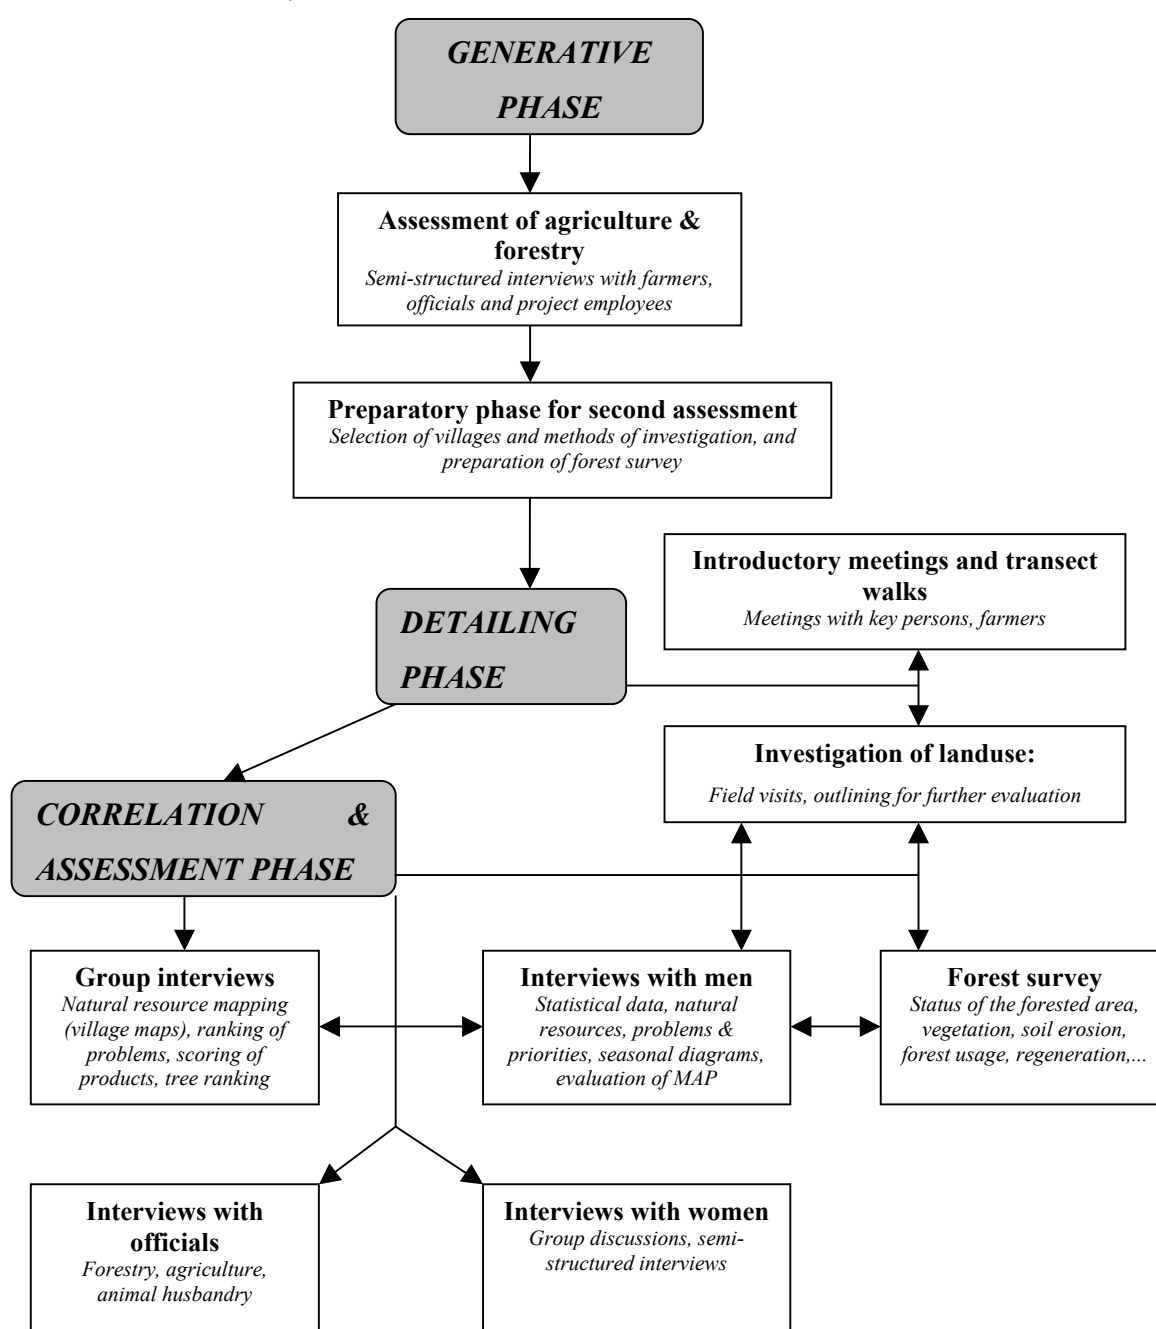 GENERATIVE
PHASE
Assessment of agriculture &
forestry
Semi-structured interviews with farmers,
officials and project employees
Preparatory phase for second assessment
Selection of villages and methods of investigation, and
preparation of forest survey
Introductory meetings and transect
walks
Meetings with key persons, farmers
DETAILING
PHASE
Investigation of landuse:
Field visits, outlining for further evaluation
CORRELATION &
ASSESSMENT PHASE
Group interviews
Natural resource mapping
(village maps), ranking of
problems, scoring of
products, tree ranking
Interviews with men
Statistical data, natural
resources, problems &
priorities, seasonal diagrams,
evaluation of MAP
Forest survey
Status of the forested area,
vegetation, soil erosion,
forest usage, regeneration,...
Interviews with
officials
Forestry, agriculture,
animal husbandry
Interviews with women
Group discussions, semi-
structured interviews